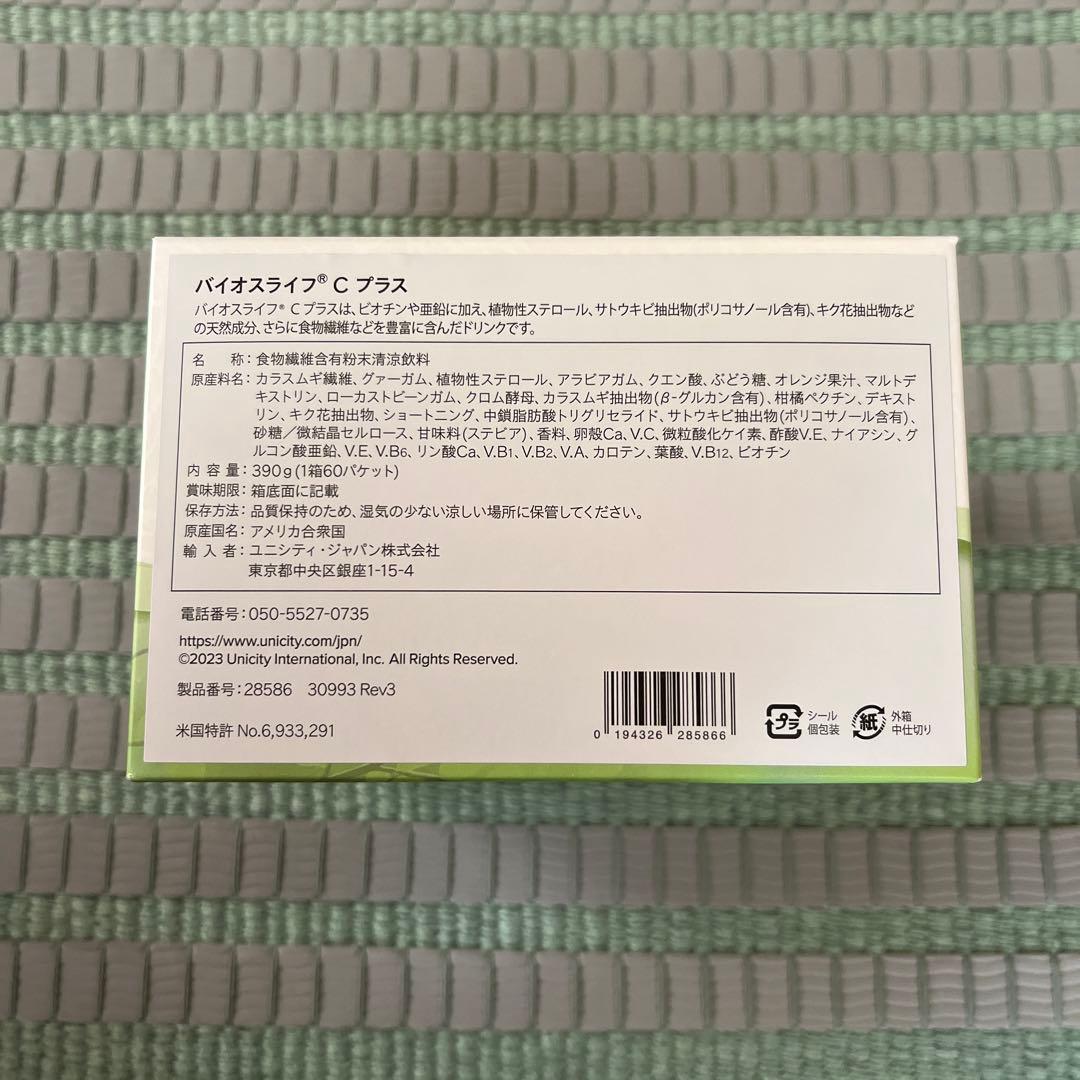 バイオスライフ® C プラス
バイオスライフ® C プラスは、ビオチンや亜鉛に加え、植物性ステロール、サトウキビ抽出物(ポリコサノール含有)、キク花抽出物など
の天然成分、さらに食物繊維などを豊富に含んだドリンクです。
名 称：食物繊維含有粉末清涼飲料
原産料名：カラスムギ繊維、グァーガム、植物性ステロール、アラビアガム、クエン酸、ぶどう糖、オレンジ果汁、マルトデ
キストリン、ローカストビーンガム、クロム酵母、カラスムギ抽出物(β-グルカン含有)、柑橘ペクチン、デキスト
リン、キク花抽出物、ショートニング、中鎖脂肪酸トリグリセライド、サトウキビ抽出物(ポリコサノール含有)、
砂糖／微結晶セルロース、甘味料(ステビア)、香料、卵殻Ca、V.C、微粒酸化ケイ素、酢酸V.E、ナイアシン、グ
ルコン酸亜鉛、V.E、V.B6、リン酸Ca、V.B1、V.B2、V.A、カロテン、葉酸、V.B12、ビオチン
内 容 量：390g(1箱60パケット)
賞味期限：箱底面に記載
保存方法：品質保持のため、湿気の少ない涼しい場所に保管してください。
原産国名：アメリカ合衆国
輸 入 者：ユニシティ・ジャパン株式会社
東京都中央区銀座1-15-4
電話番号：050-5527-0735
https://www.unicity.com/jpn/
©2023 Unicity International, Inc. All Rights Reserved.
製品番号：28586 30993 Rev3
米国特許 No.6,933,291
0 194326 285866
プラ シール
個包装
紙 外箱
中仕切り